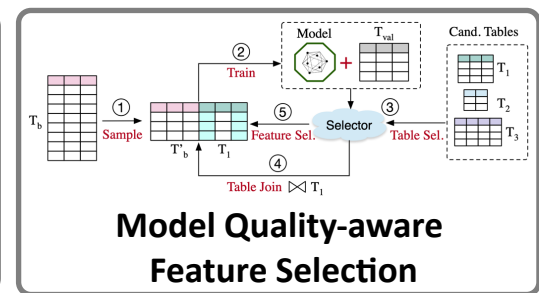 Model
T_val
Cand. Tables
② Train
+
T_1
T_2
T_3
T_b
① Sample
T'_b T_1
⑤ Feature Sel.
Selector
③ Table Sel.
④
Table Join ⋈ T_1
Model Quality-aware
Feature Selection